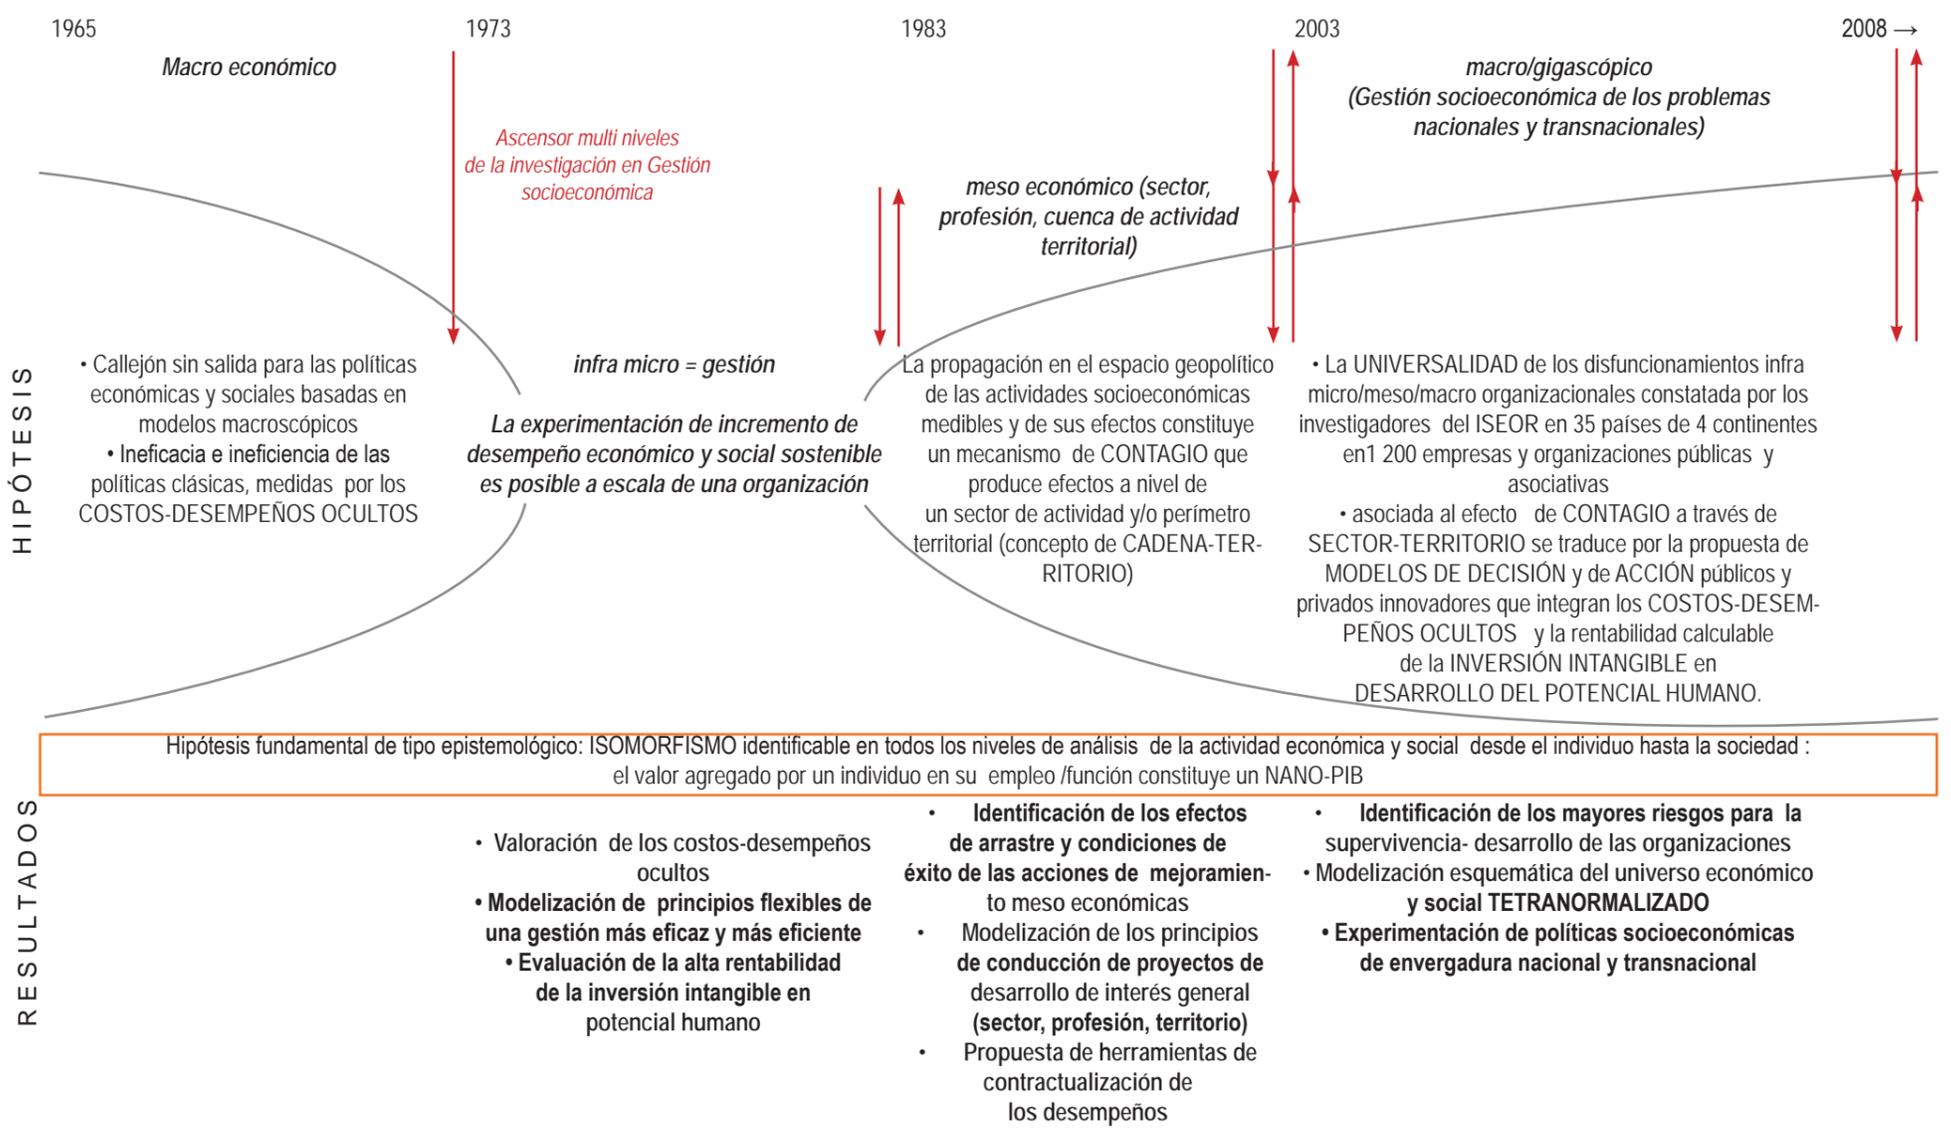 1965
1973
1983
2003
2008 →
Macro económico
Ascensor multi niveles
de la investigación en Gestión
socioeconómica
meso económico (sector,
profesión, cuenca de actividad
territorial)
macro/gigascópico
(Gestión socioeconómica de los problemas
nacionales y transnacionales)
HIPÓTESIS
• Callejón sin salida para las políticas
económicas y sociales basadas en
modelos macroscópicos
• Ineficacia e ineficiencia de las
políticas clásicas, medidas por los
COSTOS-DESEMPEÑOS OCULTOS
infra micro = gestión
La experimentación de incremento de
desempeño económico y social sostenible
es posible a escala de una organización
La propagación en el espacio geopolítico
de las actividades socioeconómicas
medibles y de sus efectos constituye
un mecanismo de CONTAGIO que
produce efectos a nivel de
un sector de actividad y/o perímetro
territorial (concepto de CADENA-TER-
RITORIO)
• La UNIVERSALIDAD de los disfuncionamientos infra
micro/meso/macro organizacionales constatada por los
investigadores del ISEOR en 35 países de 4 continentes
en1 200 empresas y organizaciones públicas y
asociativas
• asociada al efecto de CONTAGIO a través de
SECTOR-TERRITORIO se traduce por la propuesta de
MODELOS DE DECISIÓN y de ACCIÓN públicos y
privados innovadores que integran los COSTOS-DESEM-
PEÑOS OCULTOS y la rentabilidad calculable
de la INVERSIÓN INTANGIBLE en
DESARROLLO DEL POTENCIAL HUMANO.
Hipótesis fundamental de tipo epistemológico: ISOMORFISMO identificable en todos los niveles de análisis de la actividad económica y social desde el individuo hasta la sociedad :
el valor agregado por un individuo en su empleo /función constituye un NANO-PIB
RESULTADOS
• Valoración de los costos-desempeños
ocultos
• Modelización de principios flexibles de
una gestión más eficaz y más eficiente
• Evaluación de la alta rentabilidad
de la inversión intangible en
potencial humano
• Identificación de los efectos
de arrastre y condiciones de
éxito de las acciones de mejoramien-
to meso económicas
• Modelización de los principios
de conducción de proyectos de
desarrollo de interés general
(sector, profesión, territorio)
• Propuesta de herramientas de
contractualización de
los desempeños
• Identificación de los mayores riesgos para la
supervivencia- desarrollo de las organizaciones
• Modelización esquemática del universo económico
y social TETRANORMALIZADO
• Experimentación de políticas socioeconómicas
de envergadura nacional y transnacional